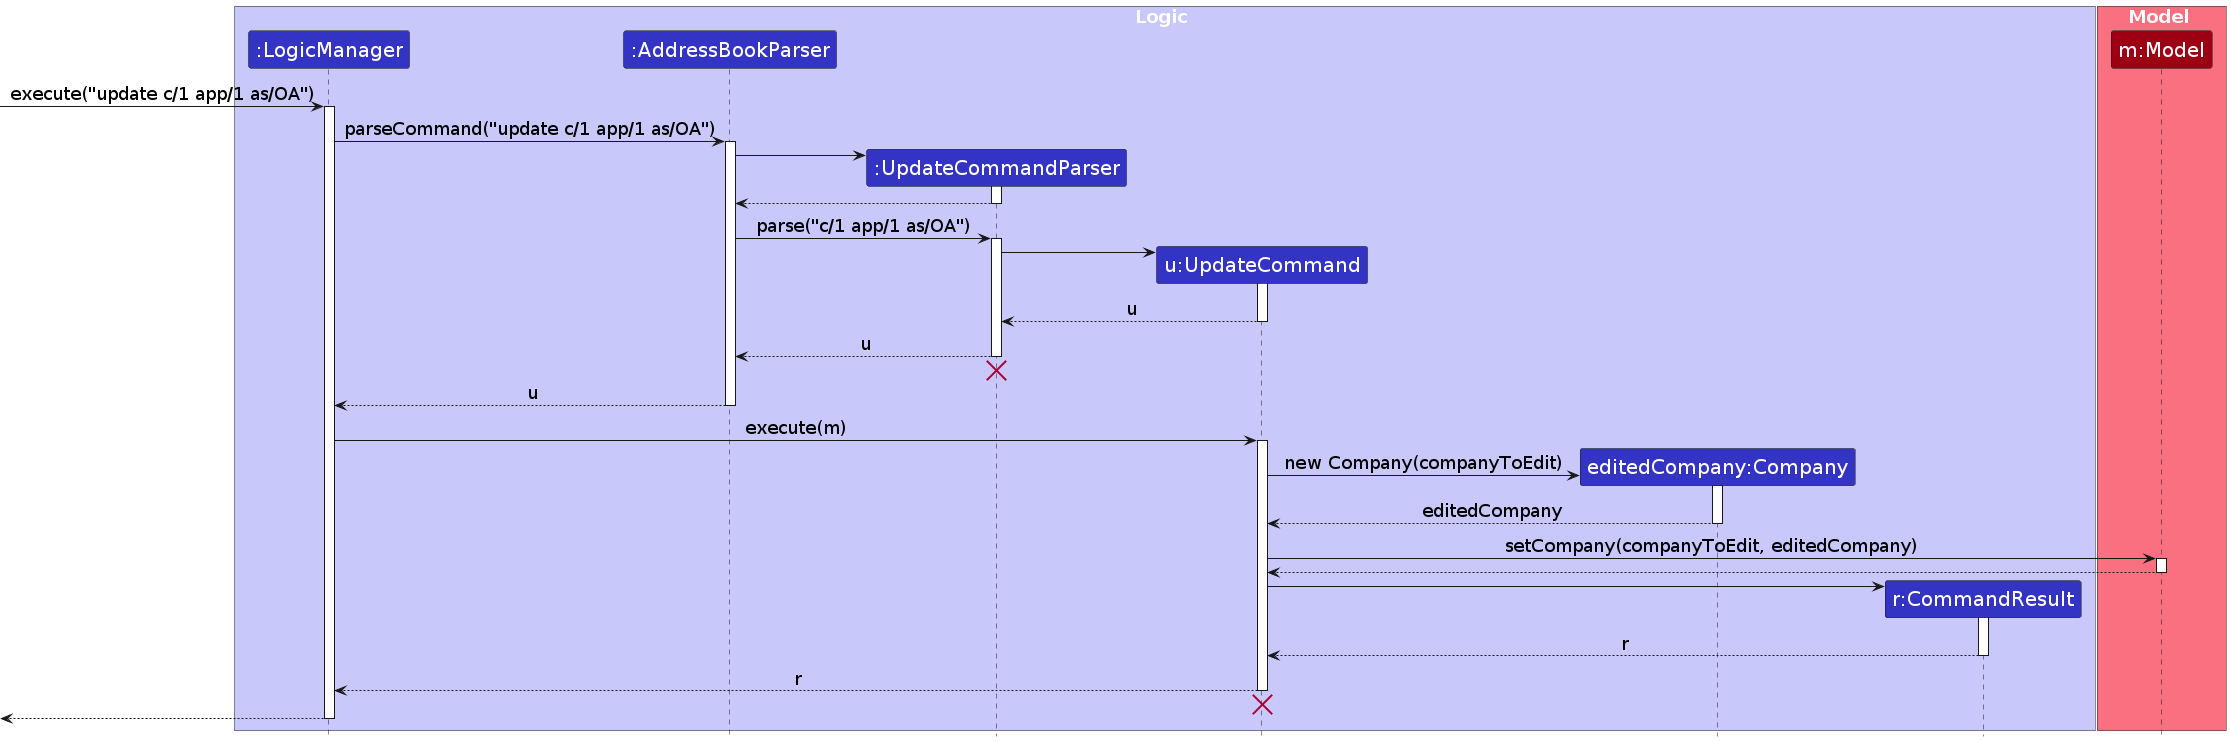 Logic
Model
:LogicManager
:AddressBookParser
m:Model
execute("update c/1 app/1 as/OA")
parseCommand("update c/1 app/1 as/OA")
:UpdateCommandParser
parse("c/1 app/1 as/OA")
u:UpdateCommand
u
u
u
execute(m)
new Company(companyToEdit)
editedCompany:Company
editedCompany
setCompany(companyToEdit, editedCompany)
r:CommandResult
r
r